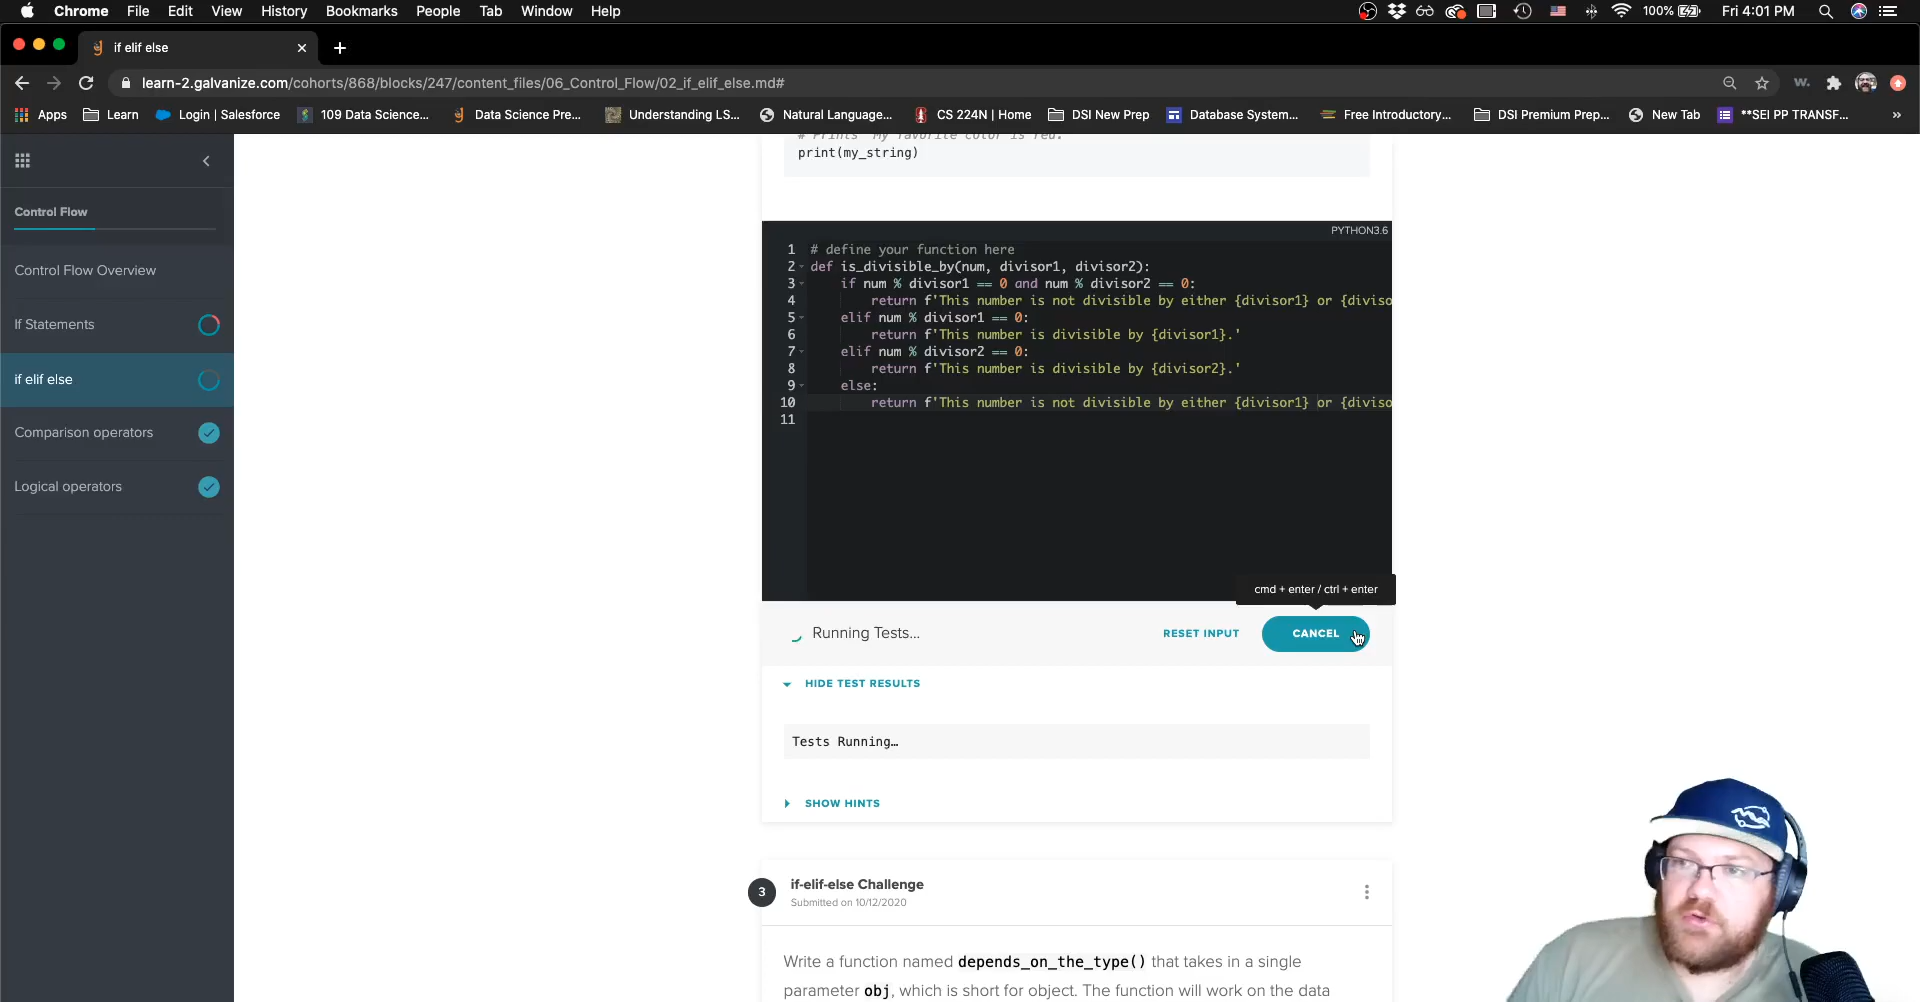 Chrome File Edit View History Bookmarks People Tab Window Help 100% Fri 4:01 PM
if elif else
learn-2.galvanize.com/cohorts/868/blocks/247/content_files/06_Control_Flow/02_if_elif_else.md#
Apps Learn Login | Salesforce 109 Data Science... Data Science Pre... Understanding LS... Natural Language... CS 224N | Home DSI New Prep Database System... Free Introductory... DSI Premium Prep... New Tab **SEI PP TRANSF... »
Control Flow
Control Flow Overview
If Statements
if elif else
Comparison operators
Logical operators
# Prints "My favorite color is red."
print(my_string)
PYTHON3.6
1 # define your function here
2 def is_divisible_by(num, divisor1, divisor2):
3 if num % divisor1 == 0 and num % divisor2 == 0:
4 return f'This number is not divisible by either {divisor1} or {diviso
5 elif num % divisor1 == 0:
6 return f'This number is divisible by {divisor1}.'
7 elif num % divisor2 == 0:
8 return f'This number is divisible by {divisor2}.'
9 else:
10 return f'This number is not divisible by either {divisor1} or {diviso
11
cmd + enter / ctrl + enter
Running Tests...
RESET INPUT
CANCEL
HIDE TEST RESULTS
Tests Running…
SHOW HINTS
3 if-elif-else Challenge
Submitted on 10/12/2020
Write a function named depends_on_the_type() that takes in a single
parameter obj, which is short for object. The function will work on the data